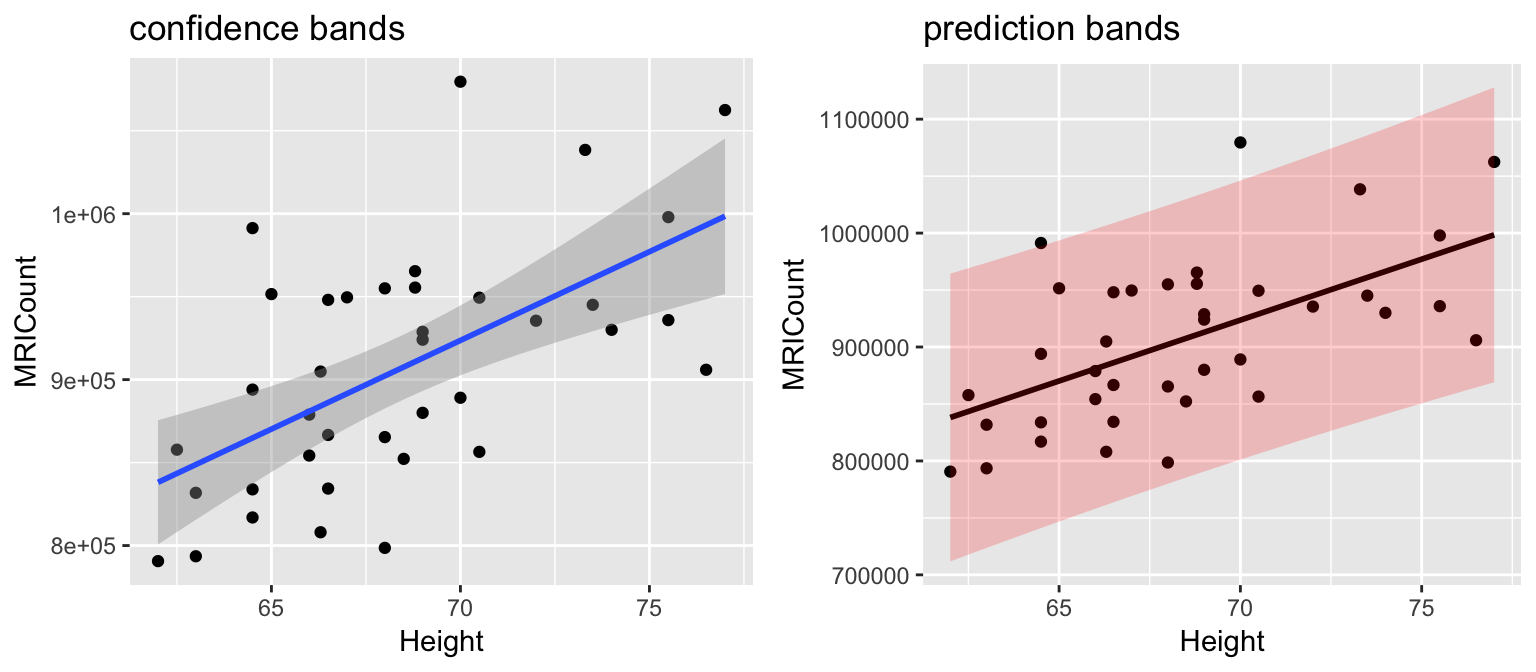 confidence bands
1e+06
9e+05
8e+05
MRICount
65 70 75
Height
prediction bands
1100000
1000000
900000
800000
700000
MRICount
65 70 75
Height